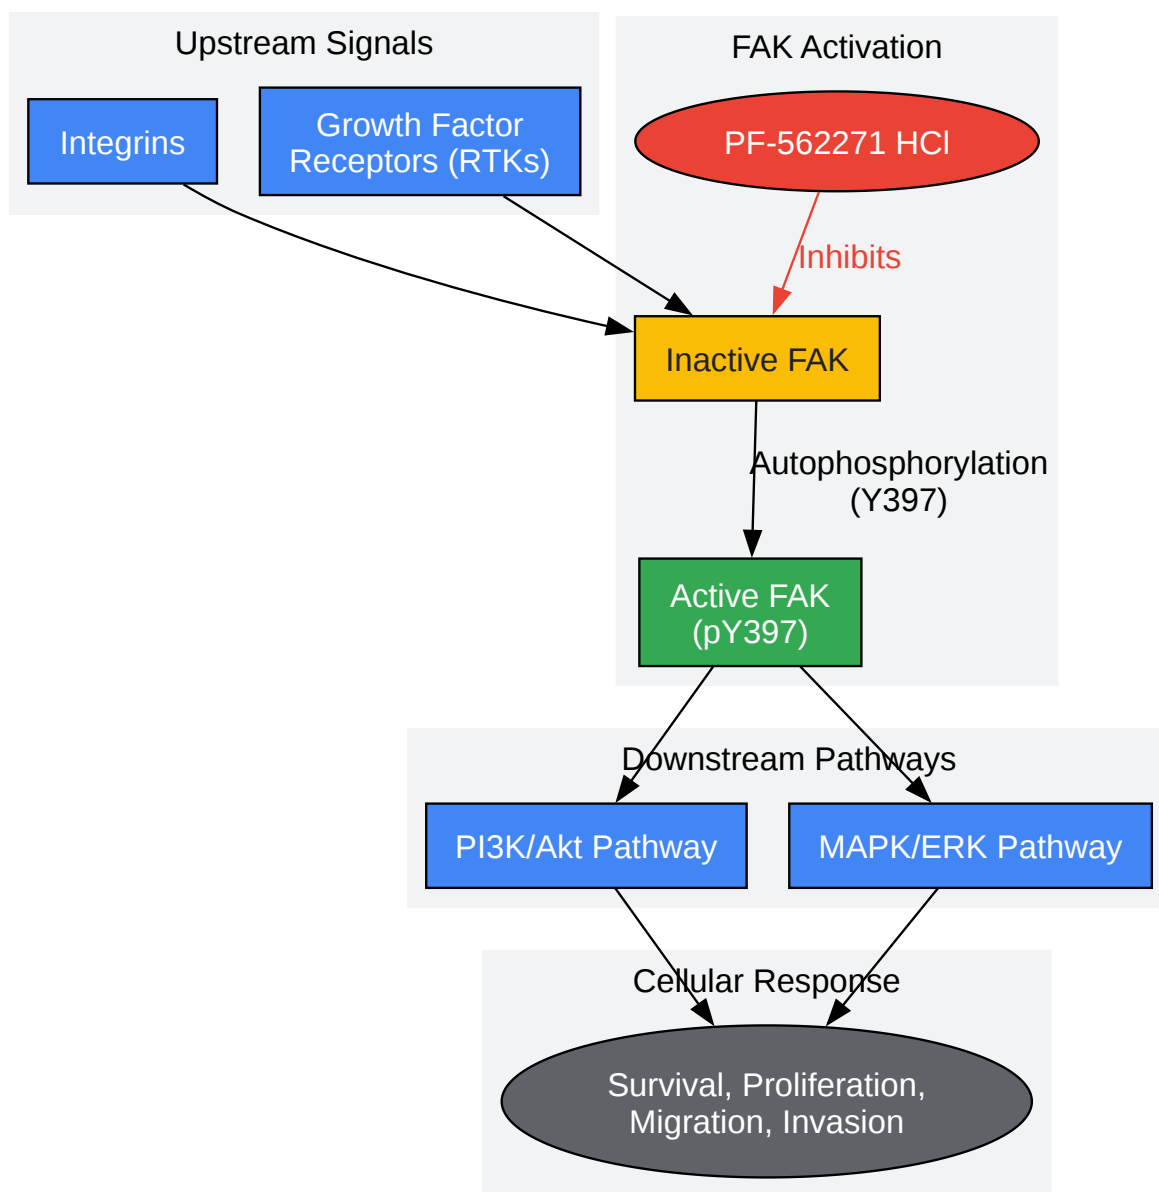 Upstream Signals
FAK Activation
Integrins
Growth Factor
Receptors (RTKs)
PF-562271 HCl
Inhibits
Inactive FAK
Autophosphorylation
(Y397)
Active FAK
(pY397)
Downstream Pathways
PI3K/Akt Pathway
MAPK/ERK Pathway
Cellular Response
Survival, Proliferation,
Migration, Invasion